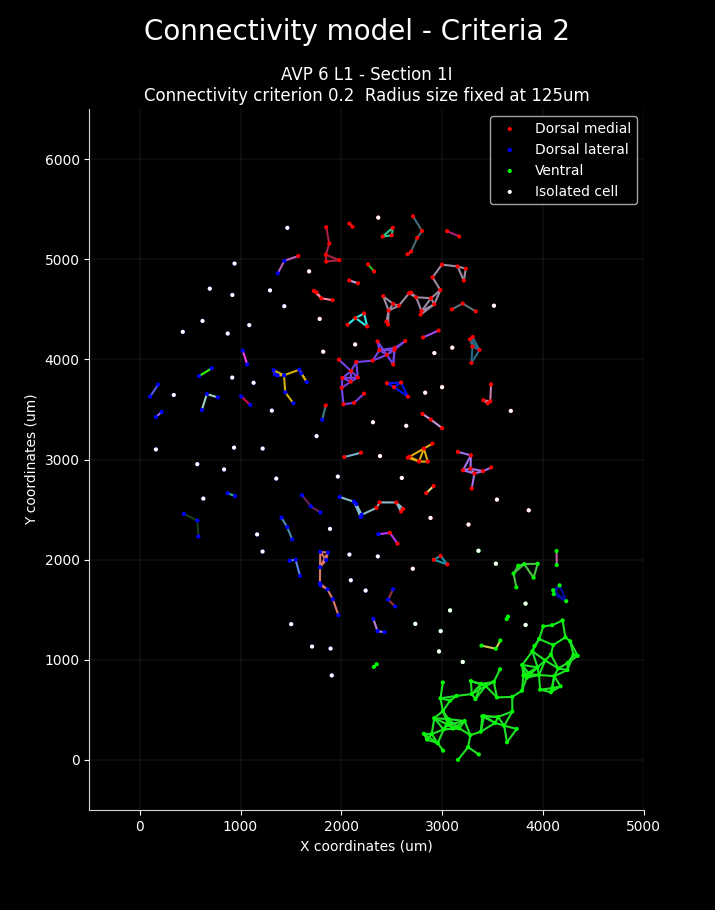 Connectivity model - Criteria 2
AVP 6 L1 - Section 1I
Connectivity criterion 0.2  Radius size fixed at 125um
Dorsal medial
Dorsal lateral
Ventral
Isolated cell
6000
5000
4000
3000
2000
1000
0
Y coordinates (um)
0 1000 2000 3000 4000 5000
X coordinates (um)